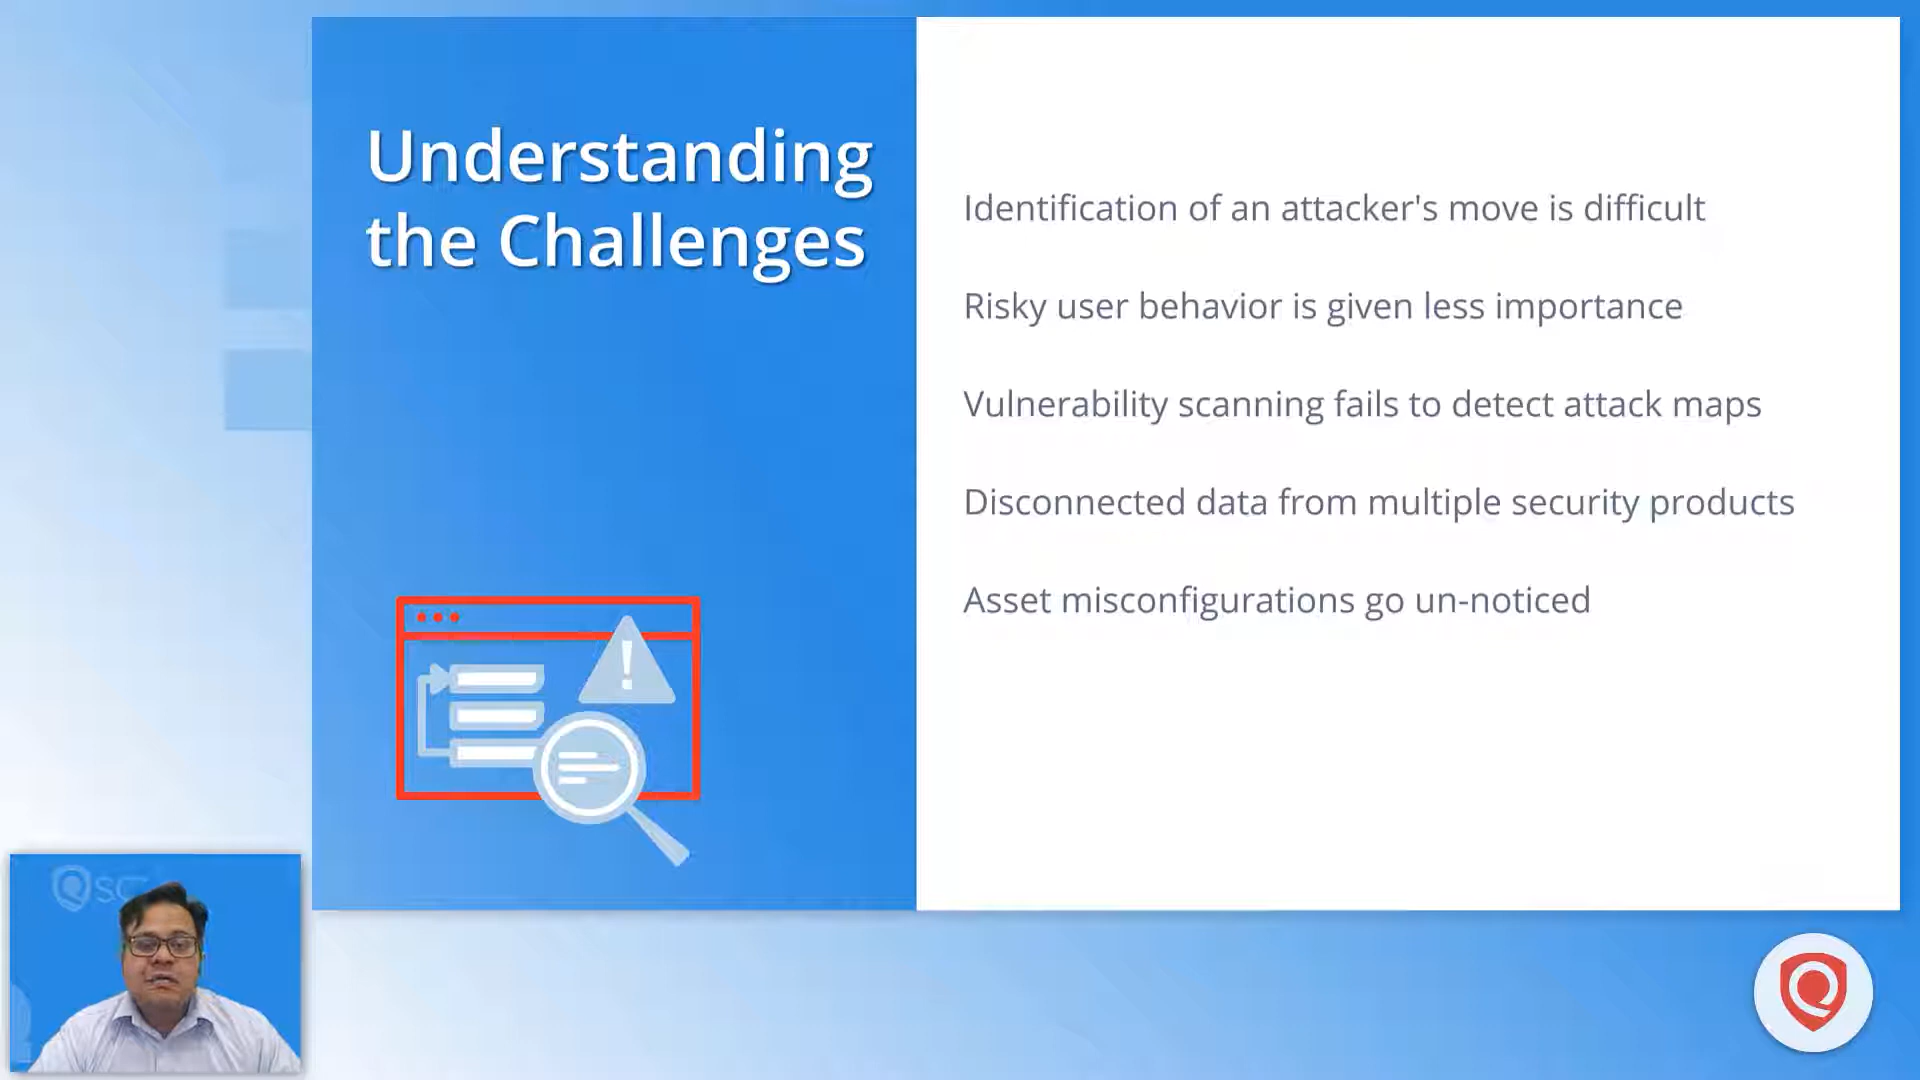 Understanding
the Challenges
Identification of an attacker's move is difficult
Risky user behavior is given less importance
Vulnerability scanning fails to detect attack maps
Disconnected data from multiple security products
Asset misconfigurations go un-noticed